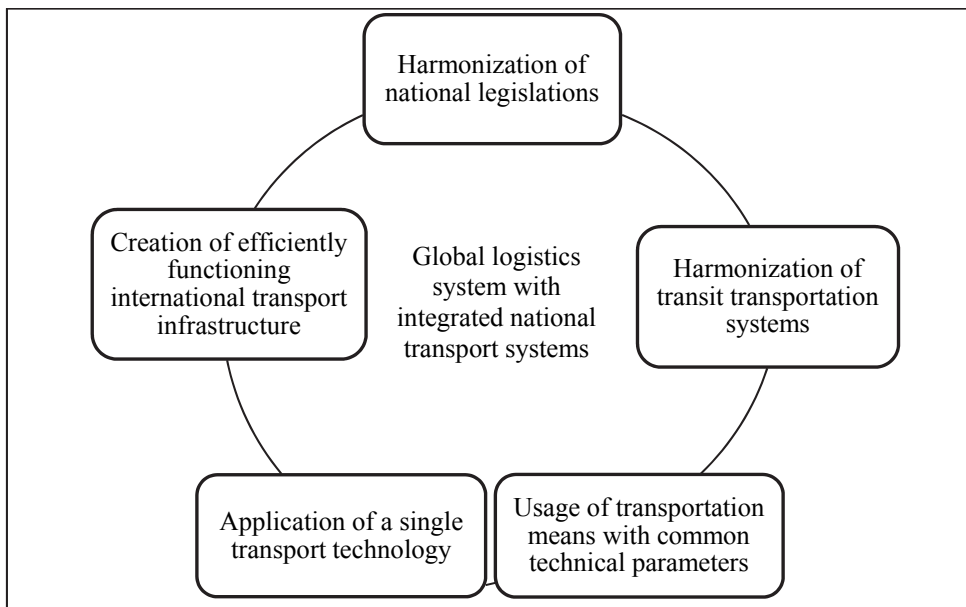 Harmonization of
national legislations
Creation of efficiently
functioning
international transport
infrastructure
Global logistics
system with
integrated national
transport systems
Harmonization of
transit transportation
systems
Application of a single
transport technology
Usage of transportation
means with common
technical parameters